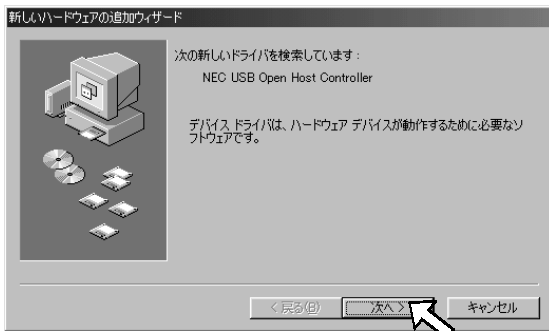 新しいハードウェアの追加ウィザード
次の新しいドライバを検索しています：
NEC USB Open Host Controller
デバイス ドライバは、ハードウェア デバイスが動作するために必要なソ
フトウェアです。
< 戻る(B)
次へ >
キャンセル